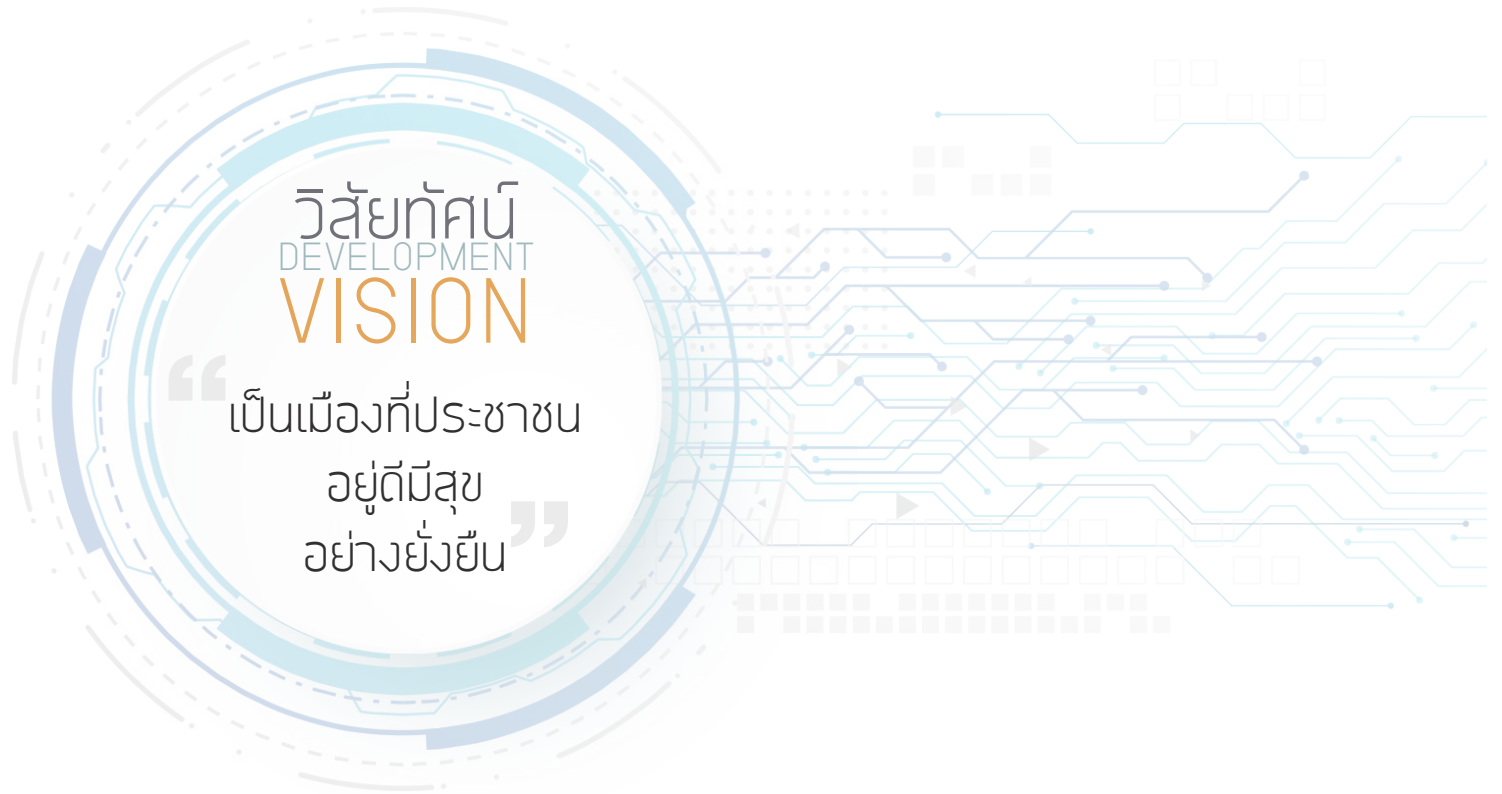 วิสัยทัศน์
DEVELOPMENT
VISION
“เป็นเมืองที่ประชาชน
อยู่ดีมีสุข
อย่างยั่งยืน”